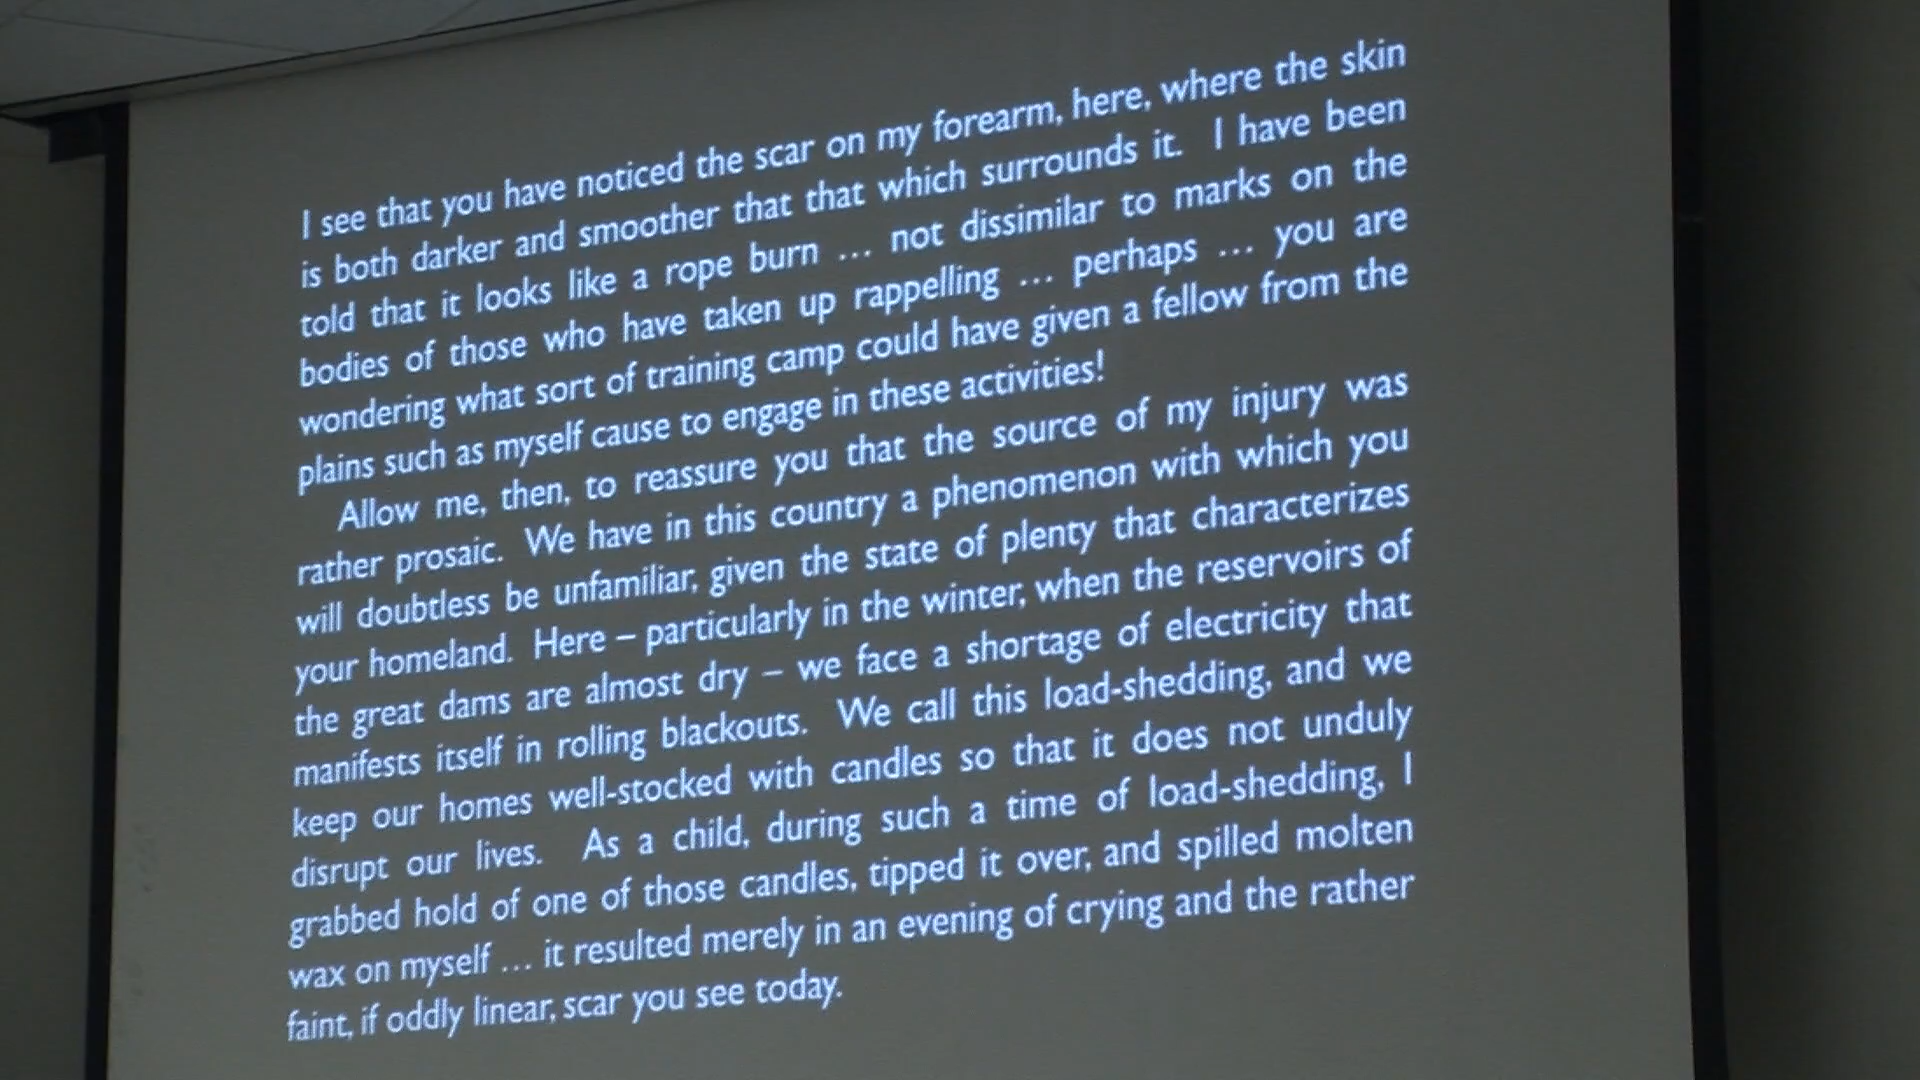 I see that you have noticed the scar on my forearm, here, where the skin
is both darker and smoother that that which surrounds it. I have been
told that it looks like a rope burn ... not dissimilar to marks on the
bodies of those who have taken up rappelling ... perhaps ... you are
wondering what sort of training camp could have given a fellow from the
plains such as myself cause to engage in these activities!
Allow me, then, to reassure you that the source of my injury was
rather prosaic. We have in this country a phenomenon with which you
will doubtless be unfamiliar, given the state of plenty that characterizes
your homeland. Here – particularly in the winter, when the reservoirs of
the great dams are almost dry – we face a shortage of electricity that
manifests itself in rolling blackouts. We call this load-shedding, and we
keep our homes well-stocked with candles so that it does not unduly
disrupt our lives. As a child, during such a time of load-shedding, I
grabbed hold of one of those candles, tipped it over, and spilled molten
wax on myself ... it resulted merely in an evening of crying and the rather
faint, if oddly linear, scar you see today.